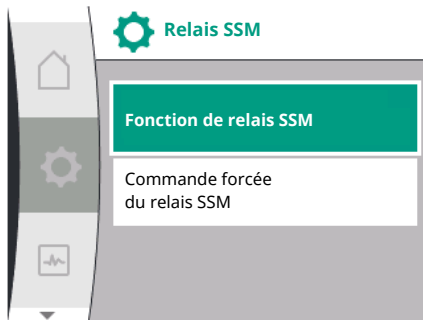 Relais SSM
Fonction de relais SSM
Commande forcée
du relais SSM